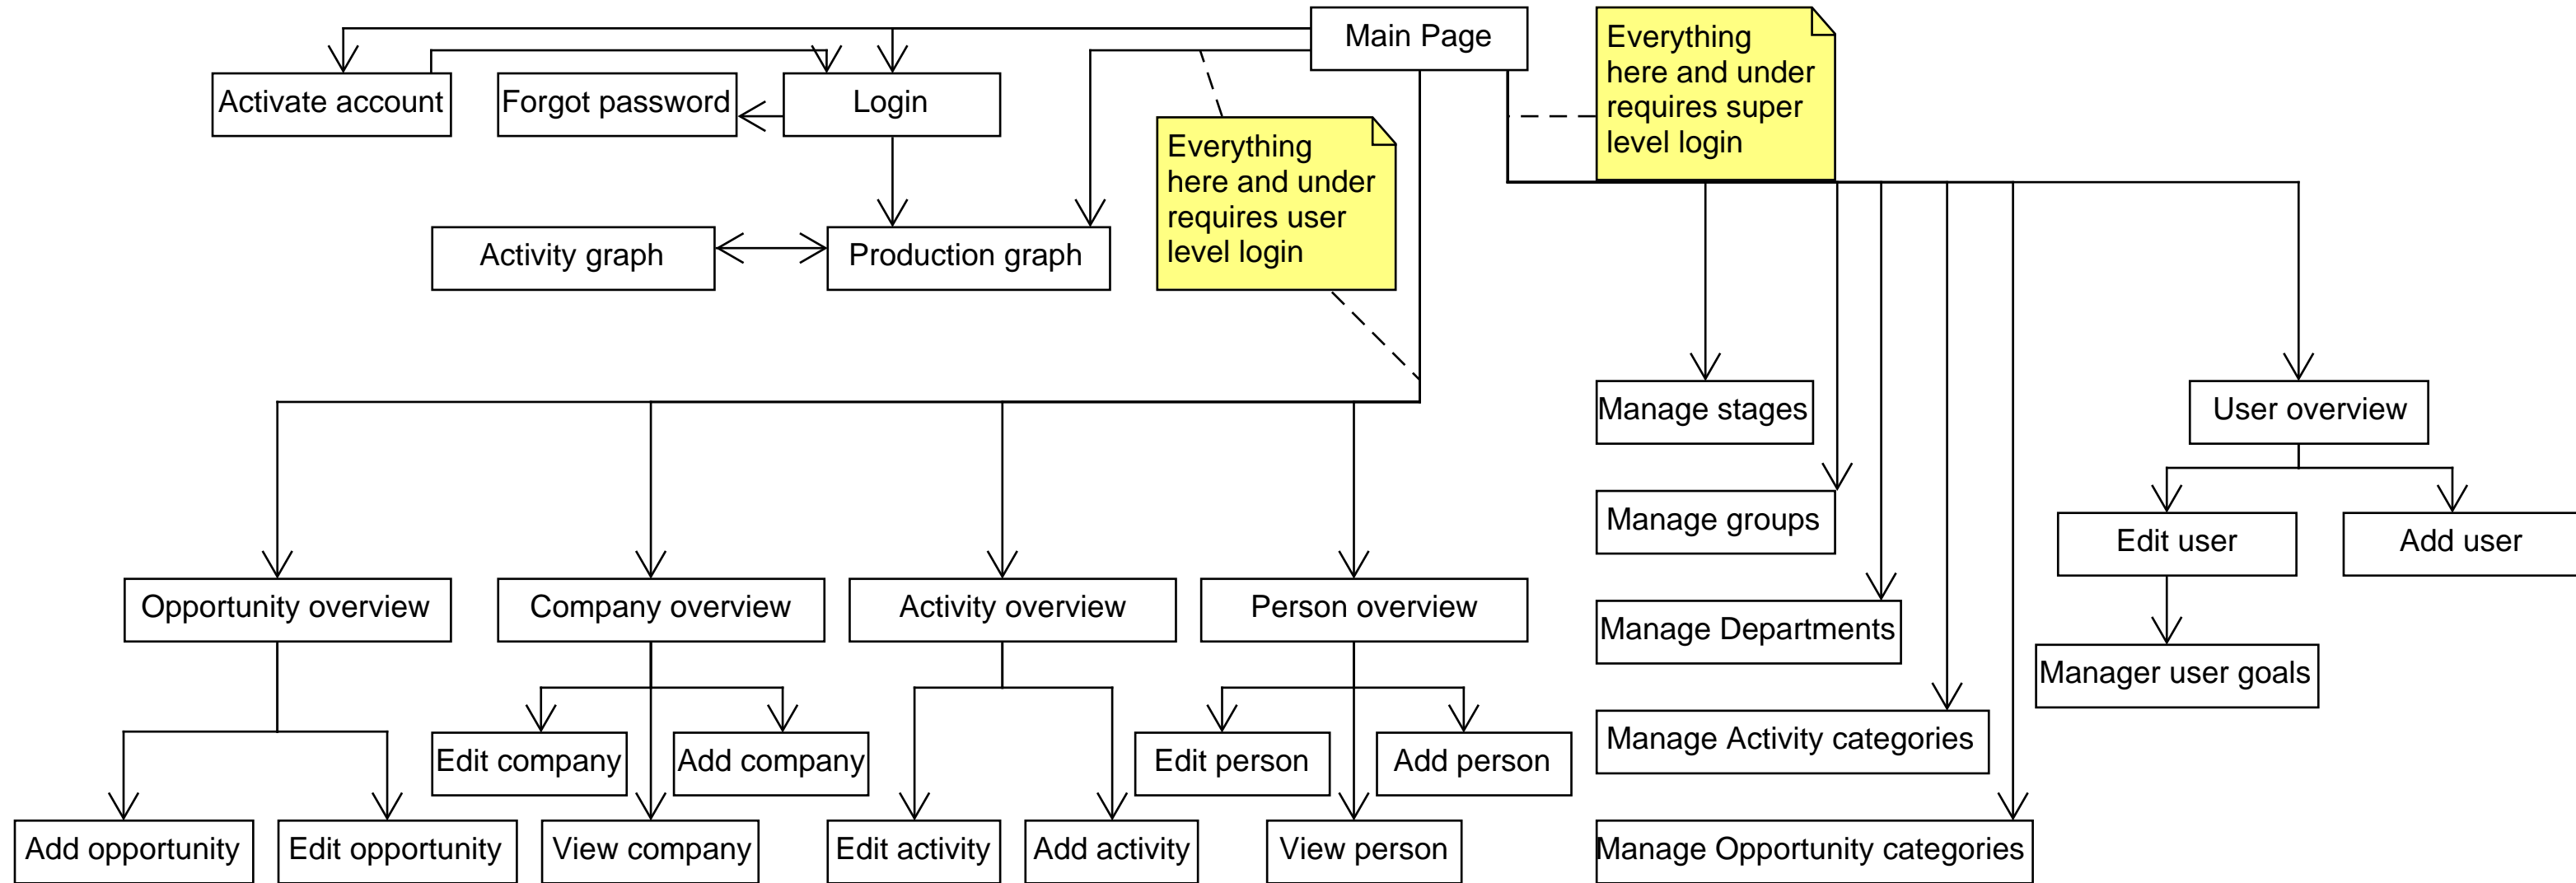 Main Page
Everything
here and under
requires super
level login
Activate account
Forgot password
Login
Everything
here and under
requires user
level login
Activity graph
Production graph
Manage stages
User overview
Manage groups
Edit user
Add user
Opportunity overview
Company overview
Activity overview
Person overview
Manage Departments
Manager user goals
Edit company
Add company
Edit person
Add person
Manage Activity categories
Add opportunity
Edit opportunity
View company
Edit activity
Add activity
View person
Manage Opportunity categories